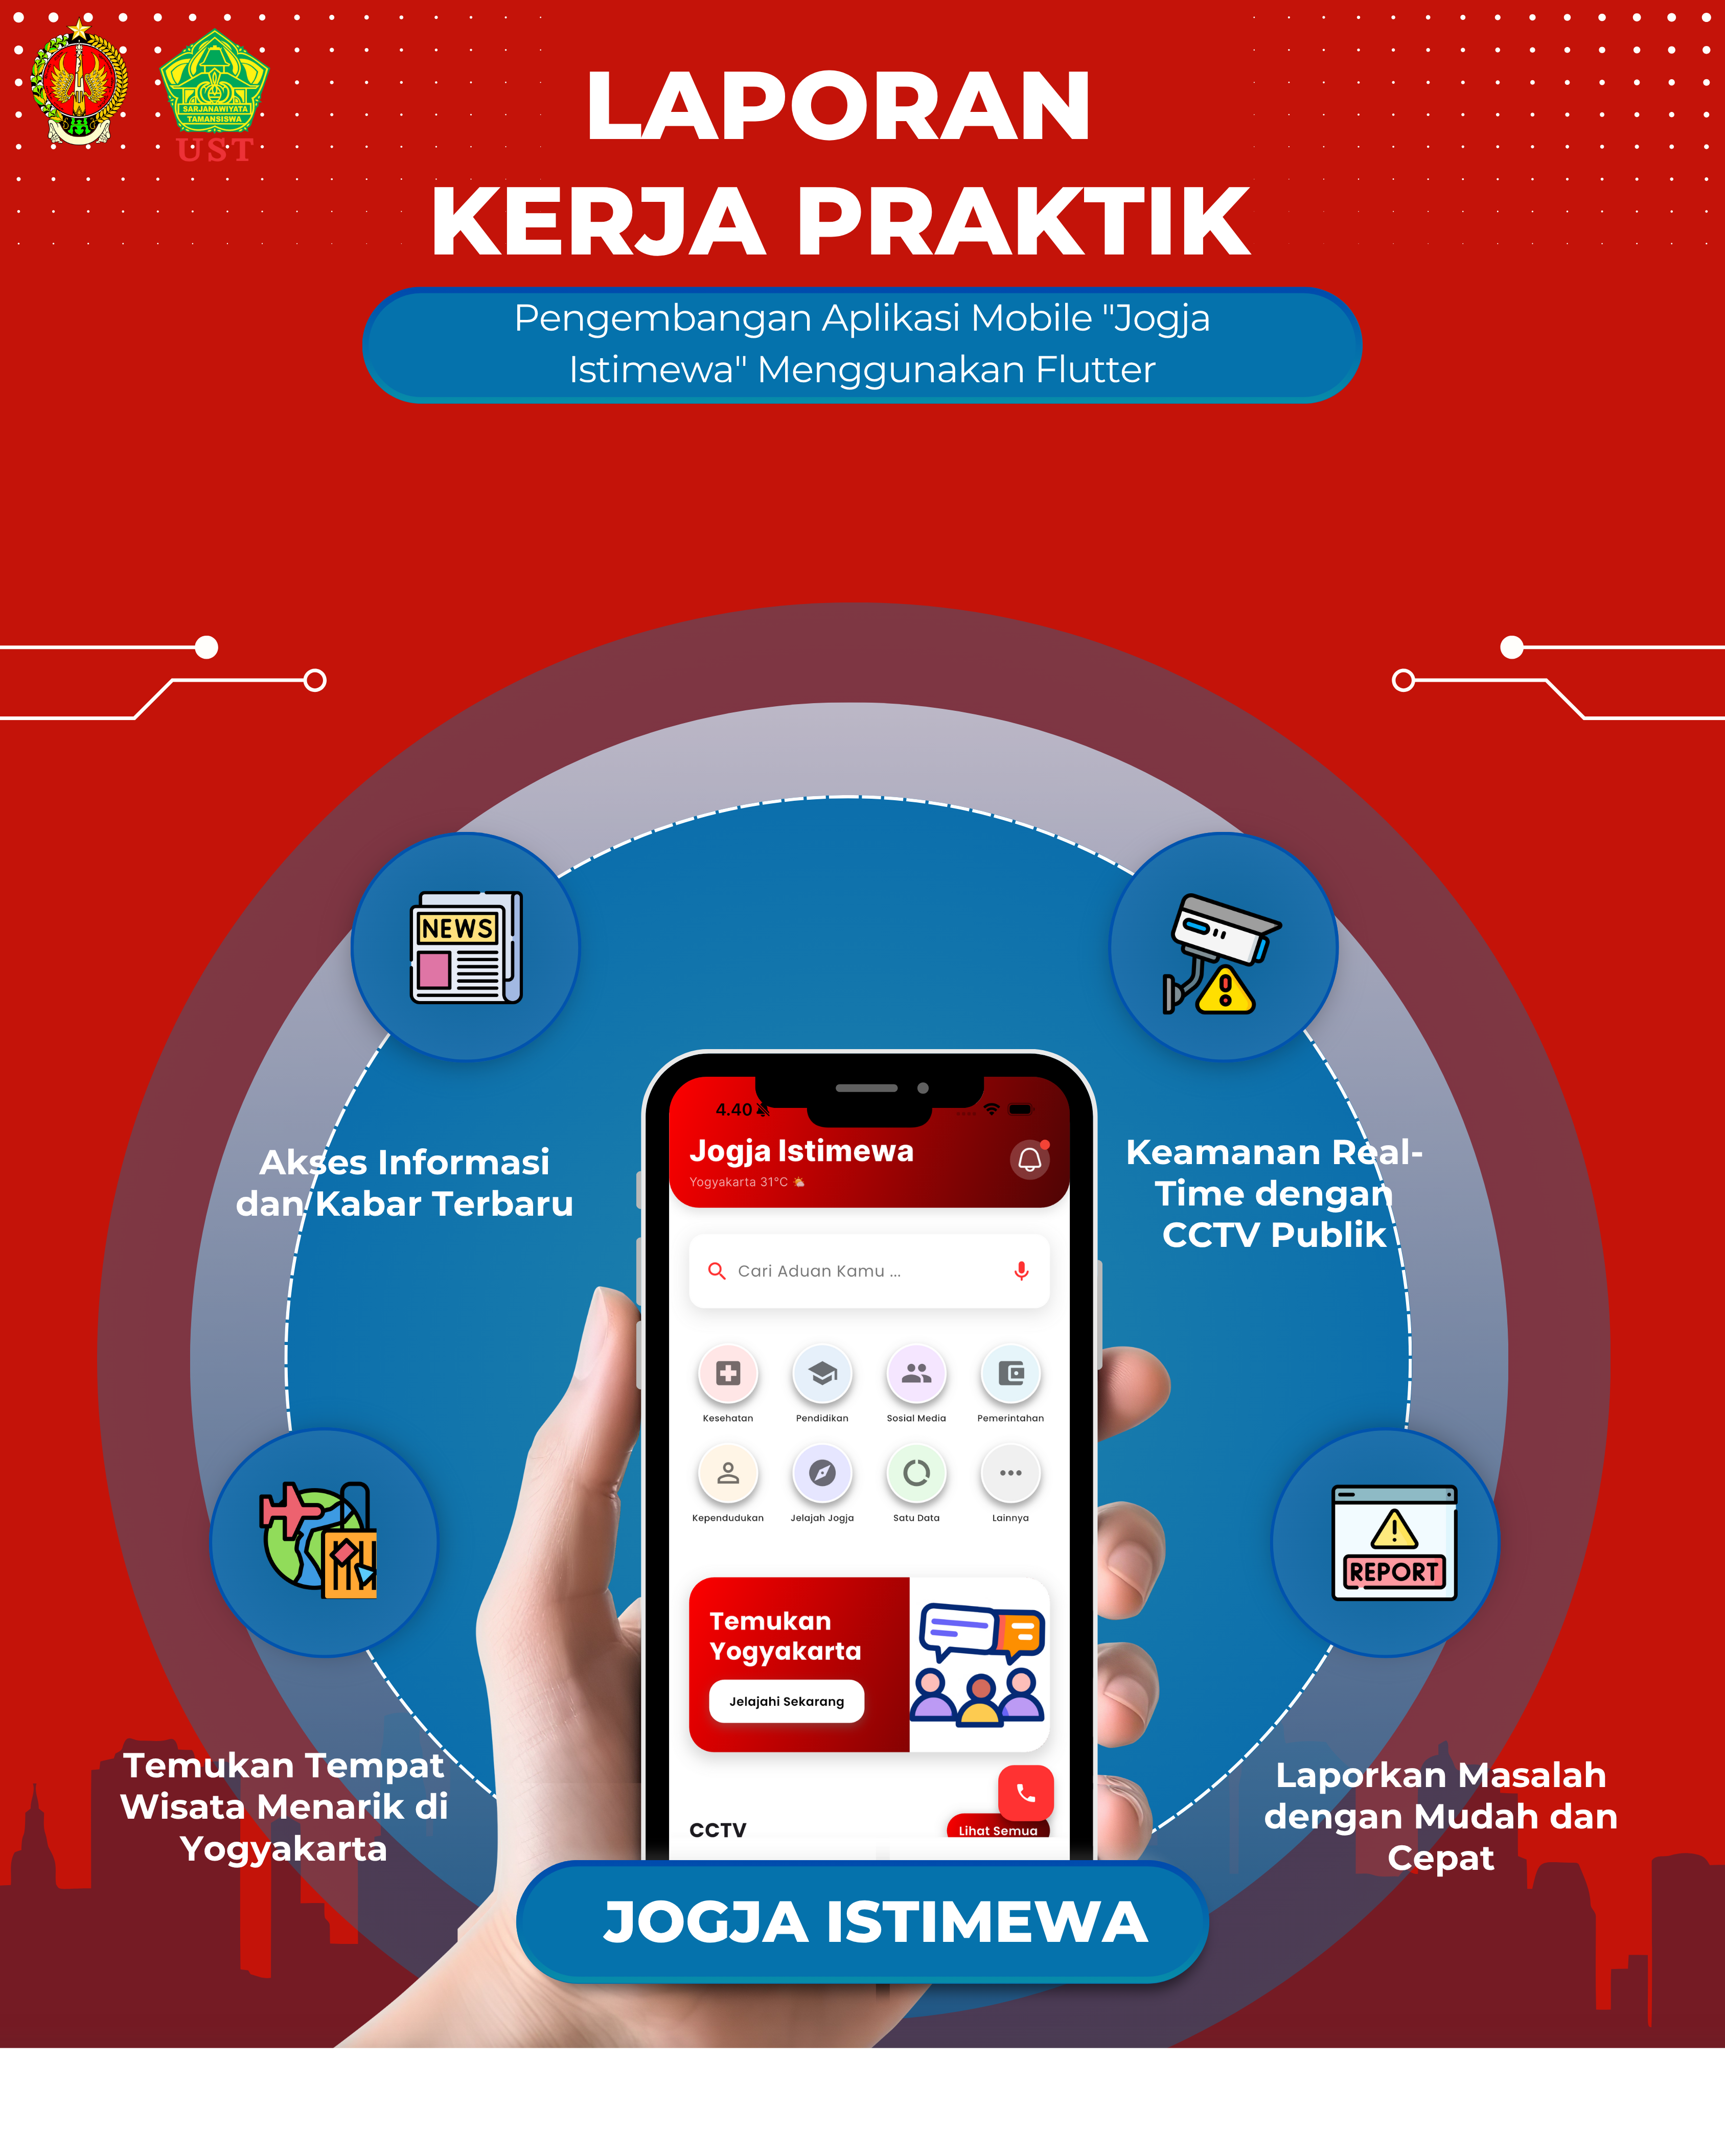 SARJANAWIYATA
TAMANSISWA
UST
LAPORAN
KERJA PRAKTIK
Pengembangan Aplikasi Mobile "Jogja
Istimewa" Menggunakan Flutter
NEWS
Akses Informasi
dan Kabar Terbaru
Keamanan Real-
Time dengan
CCTV Publik
4.40
Jogja Istimewa
Yogyakarta 31°C
Cari Aduan Kamu ...
Kesehatan
Pendidikan
Sosial Media
Pemerintahan
Kependudukan
Jelajah Jogja
Satu Data
Lainnya
REPORT
Temukan
Yogyakarta
Jelajahi Sekarang
CCTV
Lihat Semua
Temukan Tempat
Wisata Menarik di
Yogyakarta
Laporkan Masalah
dengan Mudah dan
Cepat
JOGJA ISTIMEWA